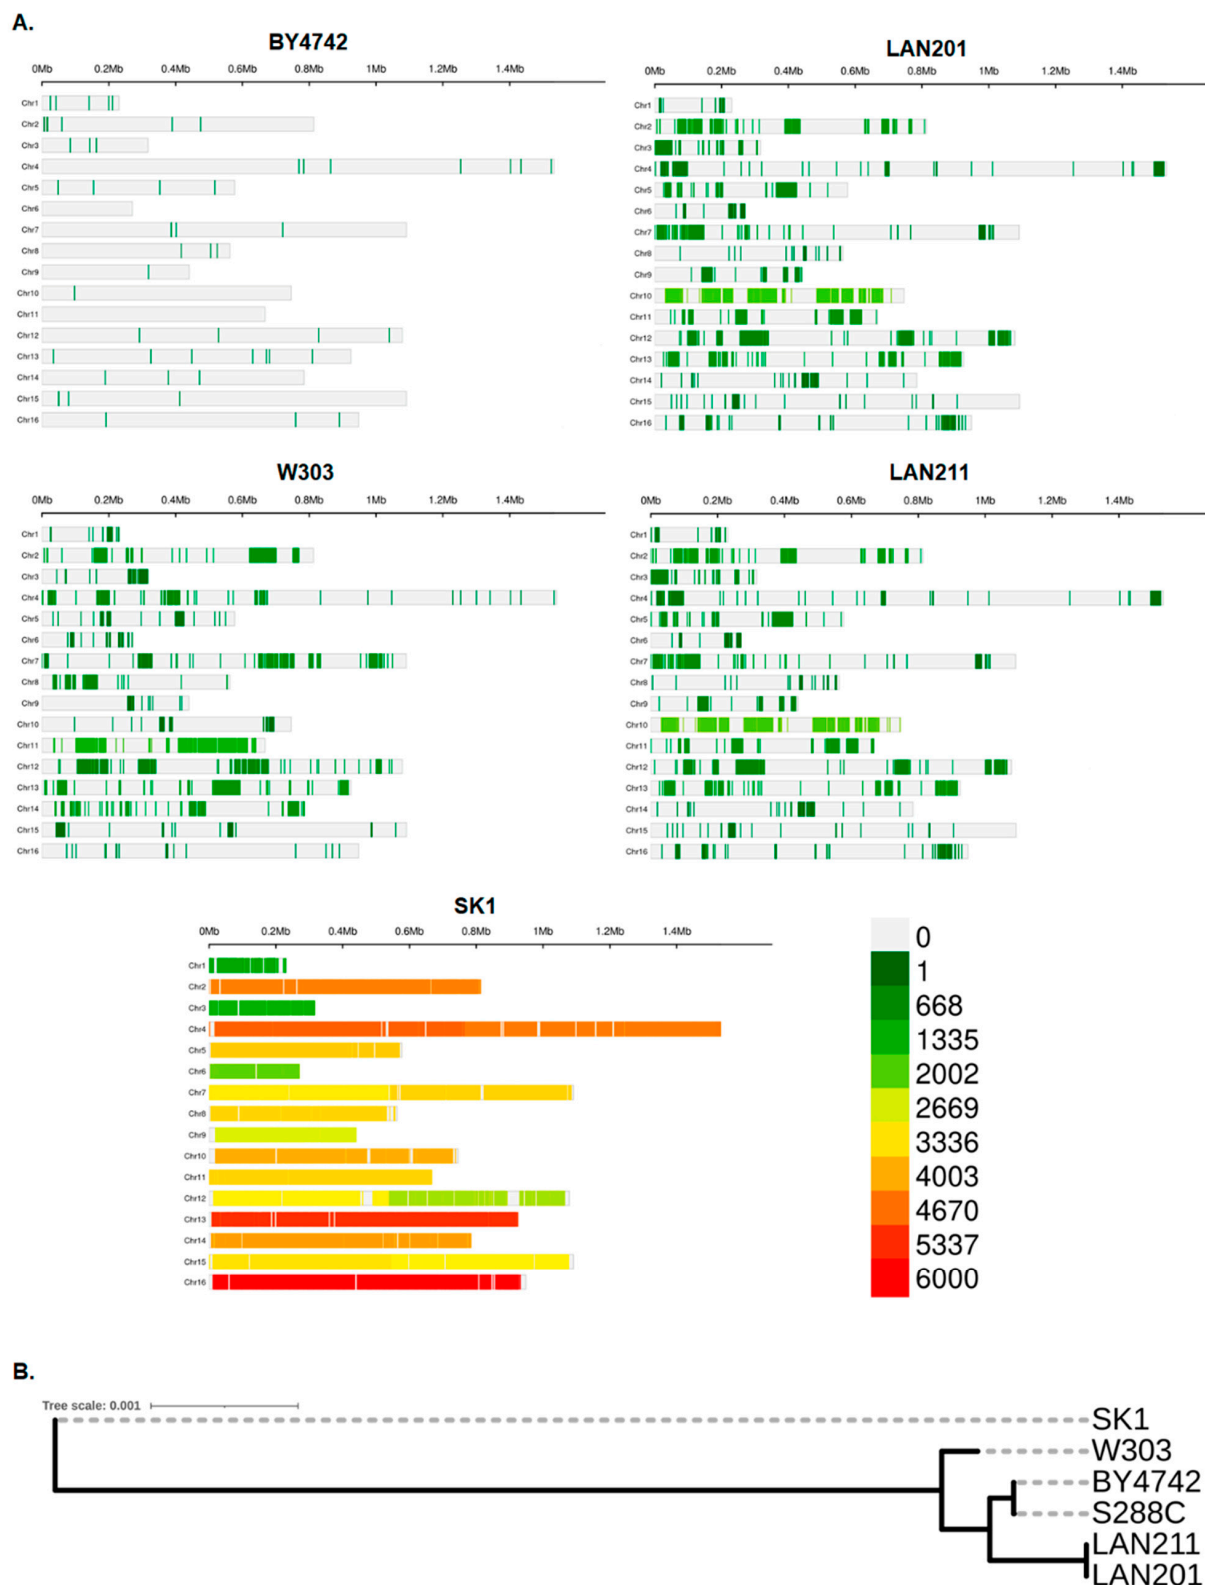 A.
BY4742
0Mb 0.2Mb 0.4Mb 0.6Mb 0.8Mb 1Mb 1.2Mb 1.4Mb
Chr1
Chr2
Chr3
Chr4
Chr5
Chr6
Chr7
Chr8
Chr9
Chr10
Chr11
Chr12
Chr13
Chr14
Chr15
Chr16
LAN201
0Mb 0.2Mb 0.4Mb 0.6Mb 0.8Mb 1Mb 1.2Mb 1.4Mb
Chr1
Chr2
Chr3
Chr4
Chr5
Chr6
Chr7
Chr8
Chr9
Chr10
Chr11
Chr12
Chr13
Chr14
Chr15
Chr16
W303
0Mb 0.2Mb 0.4Mb 0.6Mb 0.8Mb 1Mb 1.2Mb 1.4Mb
Chr1
Chr2
Chr3
Chr4
Chr5
Chr6
Chr7
Chr8
Chr9
Chr10
Chr11
Chr12
Chr13
Chr14
Chr15
Chr16
LAN211
0Mb 0.2Mb 0.4Mb 0.6Mb 0.8Mb 1Mb 1.2Mb 1.4Mb
Chr1
Chr2
Chr3
Chr4
Chr5
Chr6
Chr7
Chr8
Chr9
Chr10
Chr11
Chr12
Chr13
Chr14
Chr15
Chr16
SK1
0Mb 0.2Mb 0.4Mb 0.6Mb 0.8Mb 1Mb 1.2Mb 1.4Mb
Chr1
Chr2
Chr3
Chr4
Chr5
Chr6
Chr7
Chr8
Chr9
Chr10
Chr11
Chr12
Chr13
Chr14
Chr15
Chr16
0
1
668
1335
2002
2669
3336
4003
4670
5337
6000
B.
Tree scale: 0.001
SK1
W303
BY4742
S288C
LAN211
LAN201